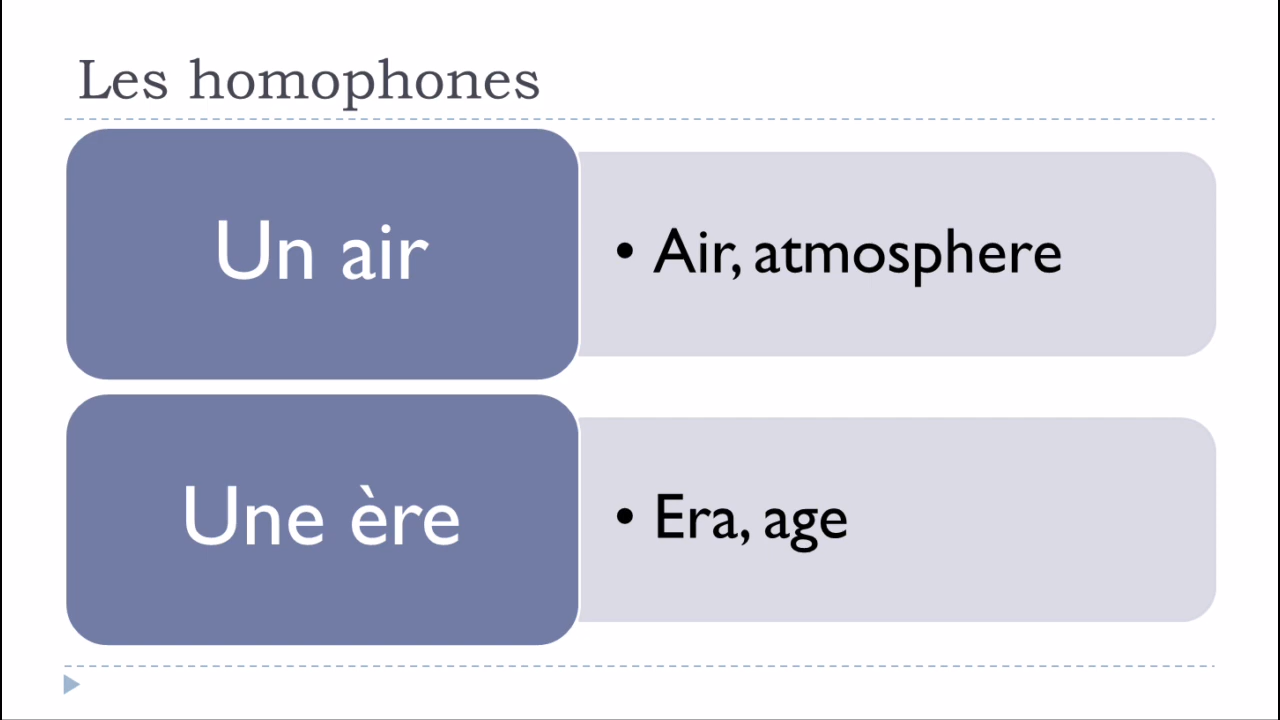 Les homophones
Un air
• Air, atmosphere
Une ère
• Era, age